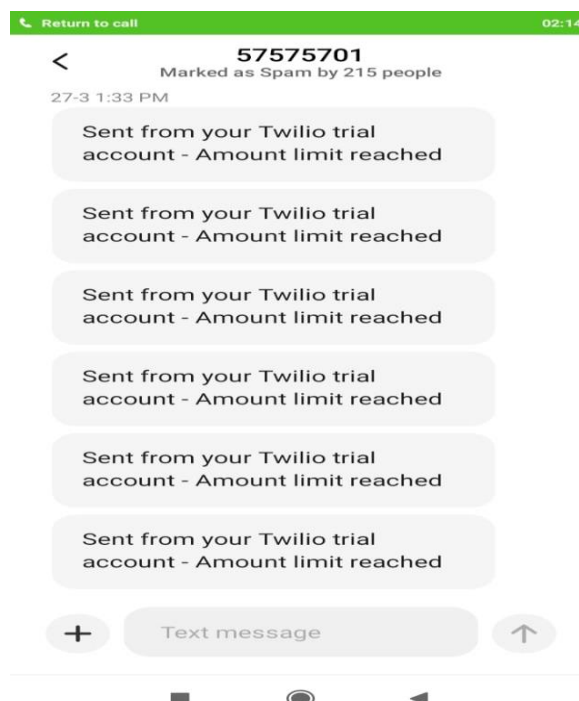 Return to call 02:14
57575701
Marked as Spam by 215 people
27-3 1:33 PM
Sent from your Twilio trial
account - Amount limit reached
Sent from your Twilio trial
account - Amount limit reached
Sent from your Twilio trial
account - Amount limit reached
Sent from your Twilio trial
account - Amount limit reached
Sent from your Twilio trial
account - Amount limit reached
Sent from your Twilio trial
account - Amount limit reached
Text message